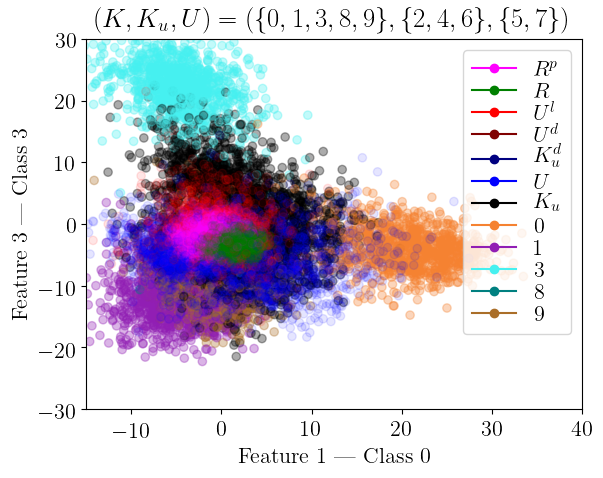 (K, K_u, U) = ({0, 1, 3, 8, 9}, {2, 4, 6}, {5, 7})
30
20
10
0
−10
−20
−30
Feature 3 — Class 3
R^p
R
U^l
U^d
K_u^d
U
K_u
0
1
3
8
9
−10
0
10
20
30
40
Feature 1 — Class 0